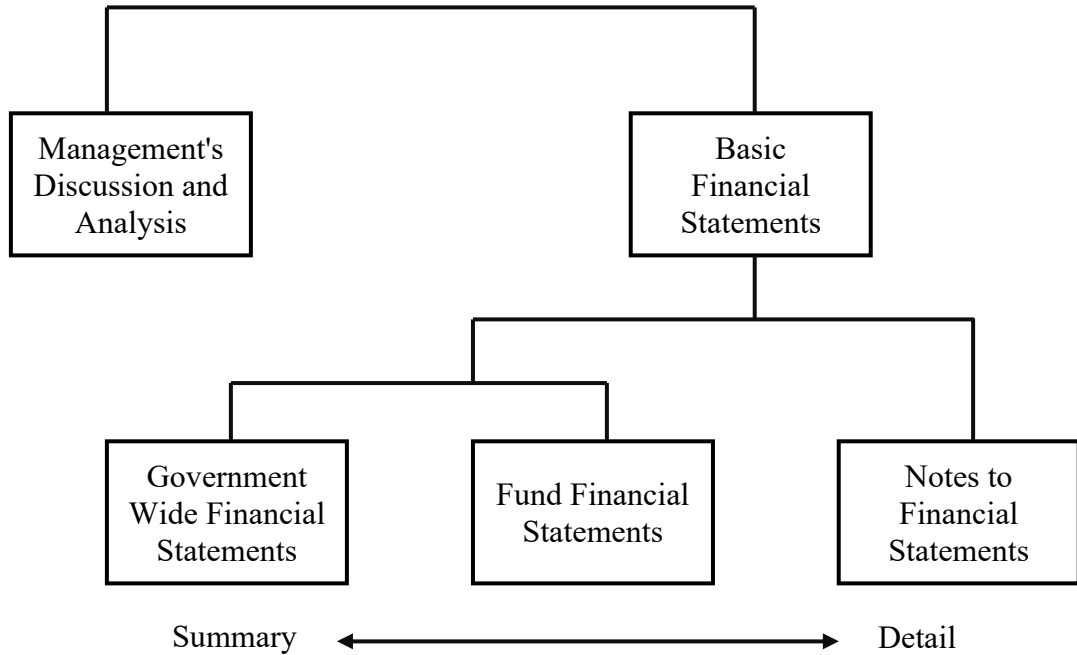 Management's
Discussion and
Analysis
Basic
Financial
Statements
Government
Wide Financial
Statements
Fund Financial
Statements
Notes to
Financial
Statements
Summary
Detail